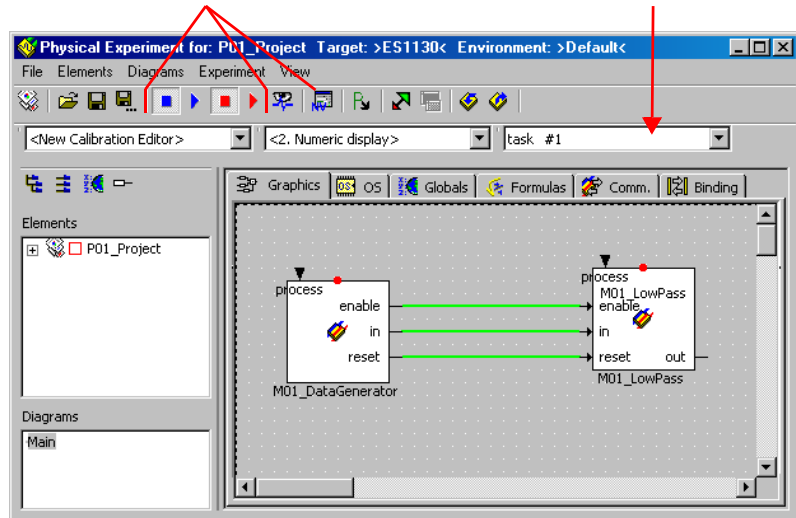 Physical Experiment for: P01_Project Target: >ES1130< Environment: >Default<
File Elements Diagrams Experiment View
<New Calibration Editor>
<2. Numeric display>
task #1
Graphics
OS
Globals
Formulas
Comm.
Binding
Elements
P01_Project
Diagrams
Main
process
enable
in
reset
M01_DataGenerator
process
M01_LowPass
enable
in
reset out
M01_LowPass